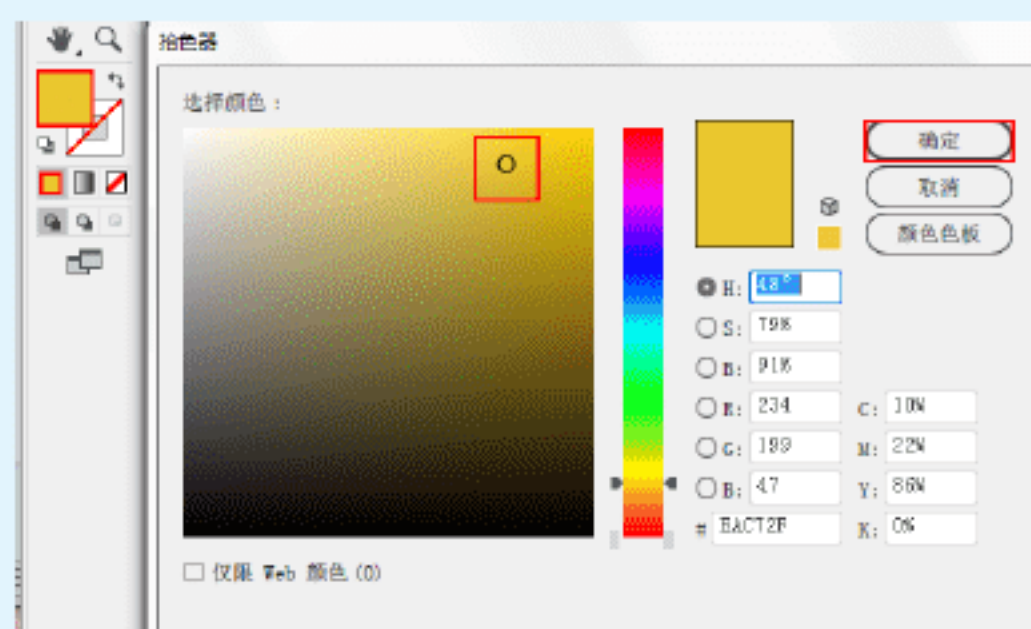 拾色器
选择颜色：
确定
取消
颜色色板
H: 48°
S: 79%
B: 91%
R: 234
C: 10%
G: 199
M: 22%
B: 47
Y: 86%
# EAC72F
K: 0%
仅限 Web 颜色 (O)